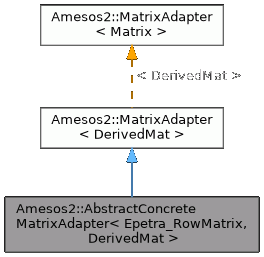 Amesos2::MatrixAdapter
< Matrix >
< DerivedMat >
Amesos2::MatrixAdapter
< DerivedMat >
Amesos2::AbstractConcrete
MatrixAdapter< Epetra_RowMatrix,
DerivedMat >